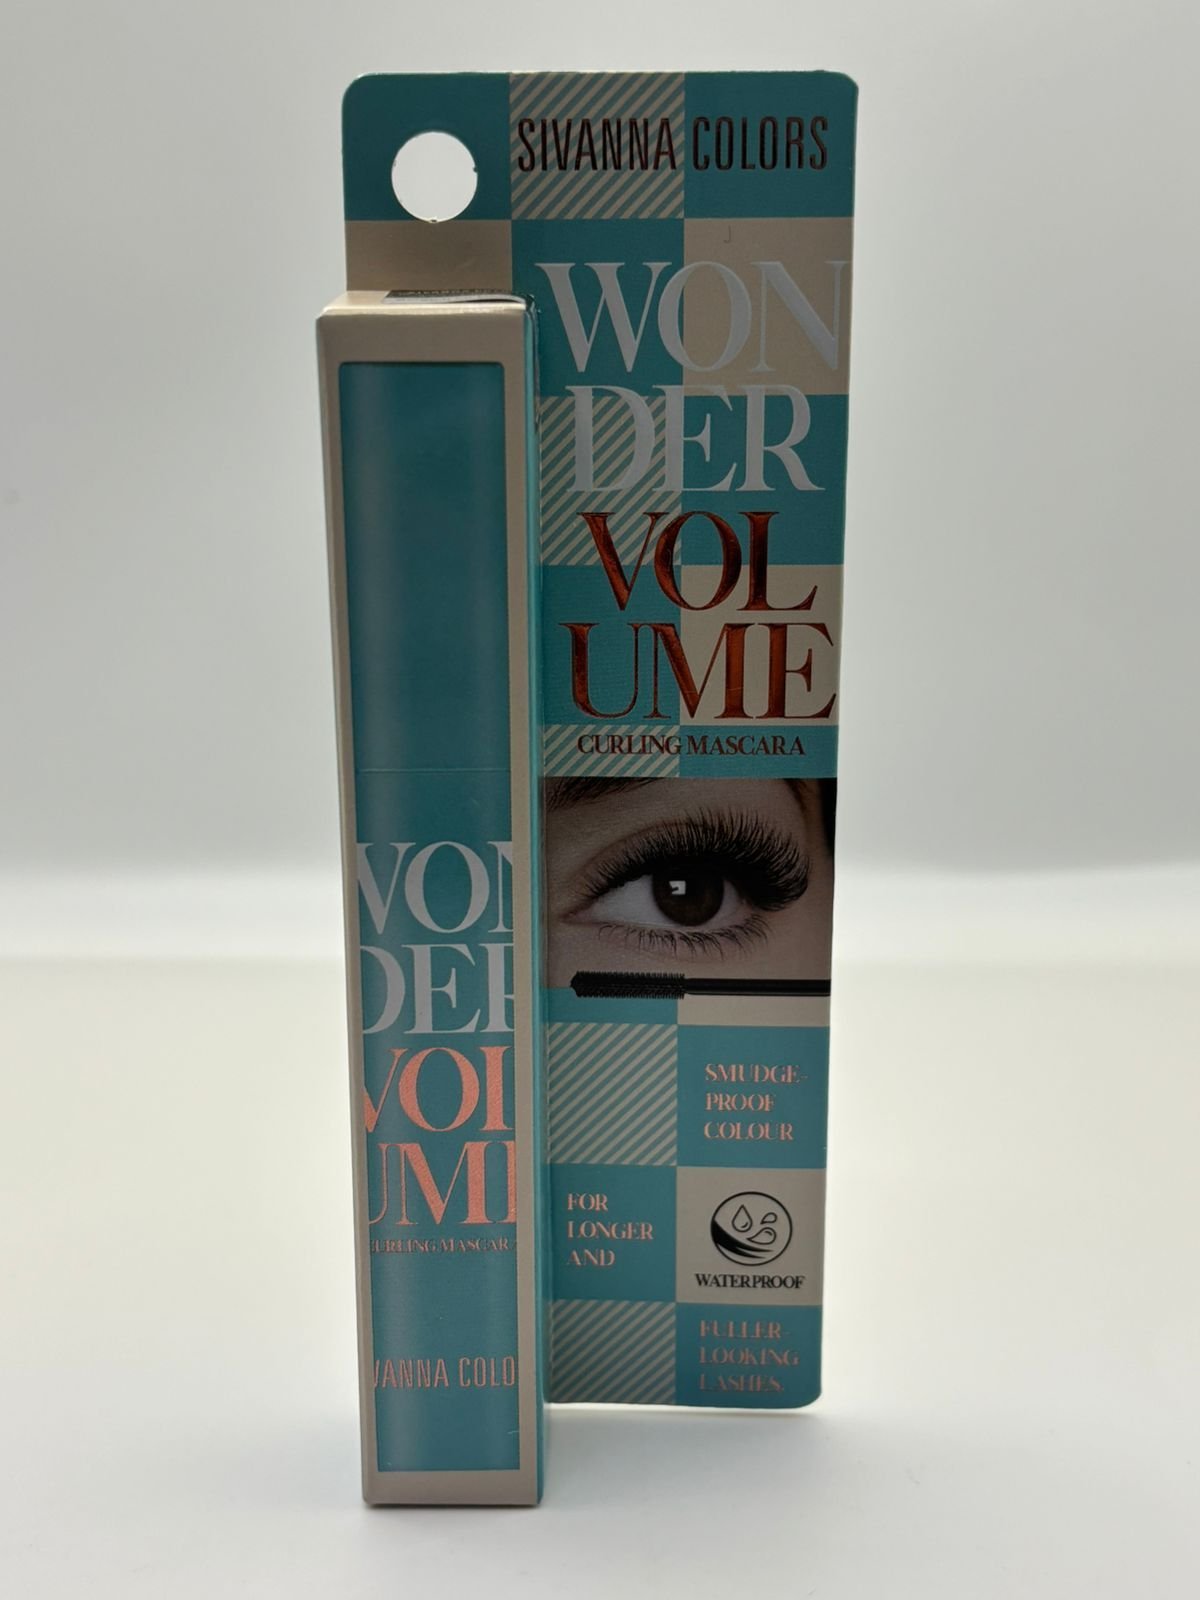 SIVANNA COLORS
WON
DER
VOL
UME
CURLING MASCARA
SMUDGE-
PROOF
COLOUR
FOR
LONGER
AND
WATERPROOF
FULLER-
LOOKING
LASHES.
WON
DER
VOL
UME
CURLING MASCARA
VANNA COLO